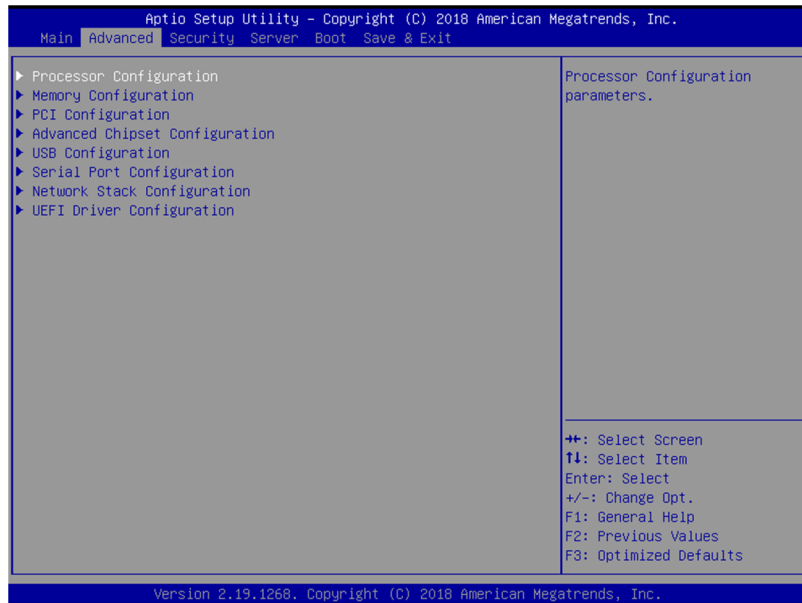 Aptio Setup Utility – Copyright (C) 2018 American Megatrends, Inc.
Main Advanced Security Server Boot Save & Exit
Processor Configuration
Memory Configuration
PCI Configuration
Advanced Chipset Configuration
USB Configuration
Serial Port Configuration
Network Stack Configuration
UEFI Driver Configuration
Processor Configuration
parameters.
→←: Select Screen
↑↓: Select Item
Enter: Select
+/-: Change Opt.
F1: General Help
F2: Previous Values
F3: Optimized Defaults
Version 2.19.1268. Copyright (C) 2018 American Megatrends, Inc.